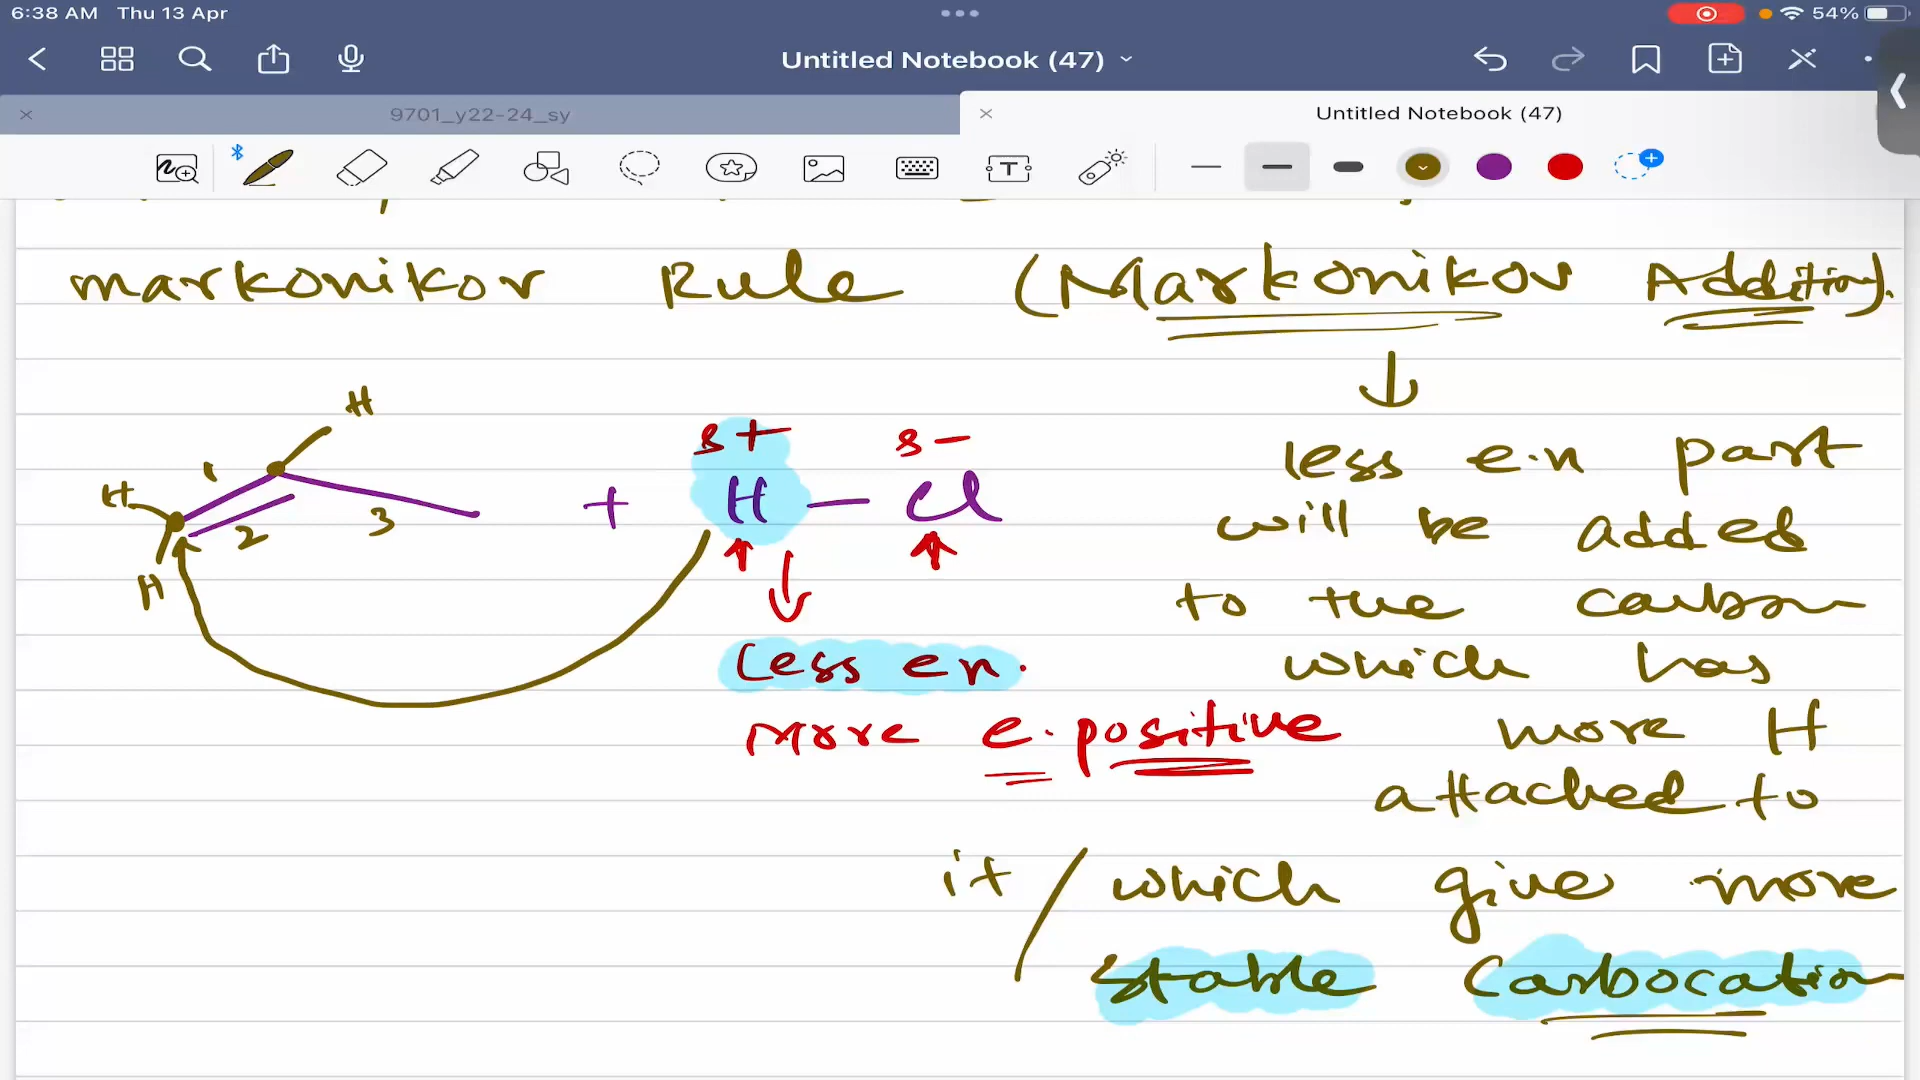 6:38 AM Thu 13 Apr
54%
Untitled Notebook (47)
9701_y22-24_sy
Untitled Notebook (47)
markonikor Rule (Markonikov Addition).
H
H 1 2 3 H
+ H — Cl
δ+ δ-
less en.
more e.positive
less e.n part
will be added
to the carbon
which has
more H
attached to
it / which give more
stable Carbocation